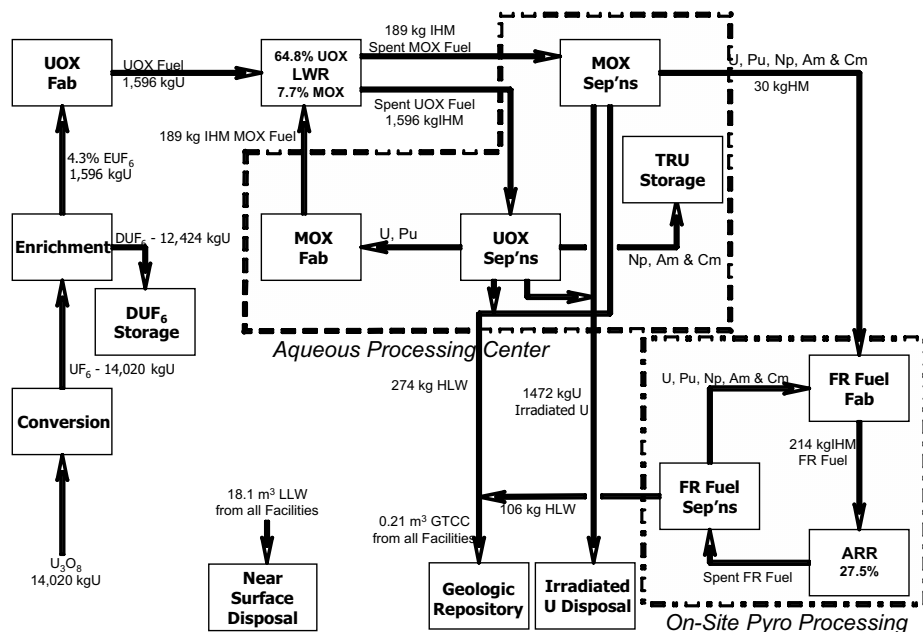 189 kg IHM
Spent MOX Fuel
UOX
Fab
UOX Fuel
1,596 kgU
64.8% UOX
LWR
7.7% MOX
MOX
Sep'ns
U, Pu, Np, Am & Cm
30 kgHM
Spent UOX Fuel
1,596 kgIHM
189 kg IHM MOX Fuel
4.3% EUF6
1,596 kgU
TRU
Storage
Enrichment
DUF6 - 12,424 kgU
MOX
Fab
U, Pu
UOX
Sep'ns
Np, Am & Cm
DUF6
Storage
Aqueous Processing Center
UF6 - 14,020 kgU
274 kg HLW
1472 kgU
Irradiated U
U, Pu, Np, Am & Cm
FR Fuel
Fab
Conversion
214 kgIHM
FR Fuel
18.1 m3 LLW
from all Facilities
FR Fuel
Sep'ns
106 kg HLW
0.21 m3 GTCC
from all Facilities
U3O8
14,020 kgU
Near
Surface
Disposal
Geologic
Repository
Irradiated
U Disposal
Spent FR Fuel
ARR
27.5%
On-Site Pyro Processing